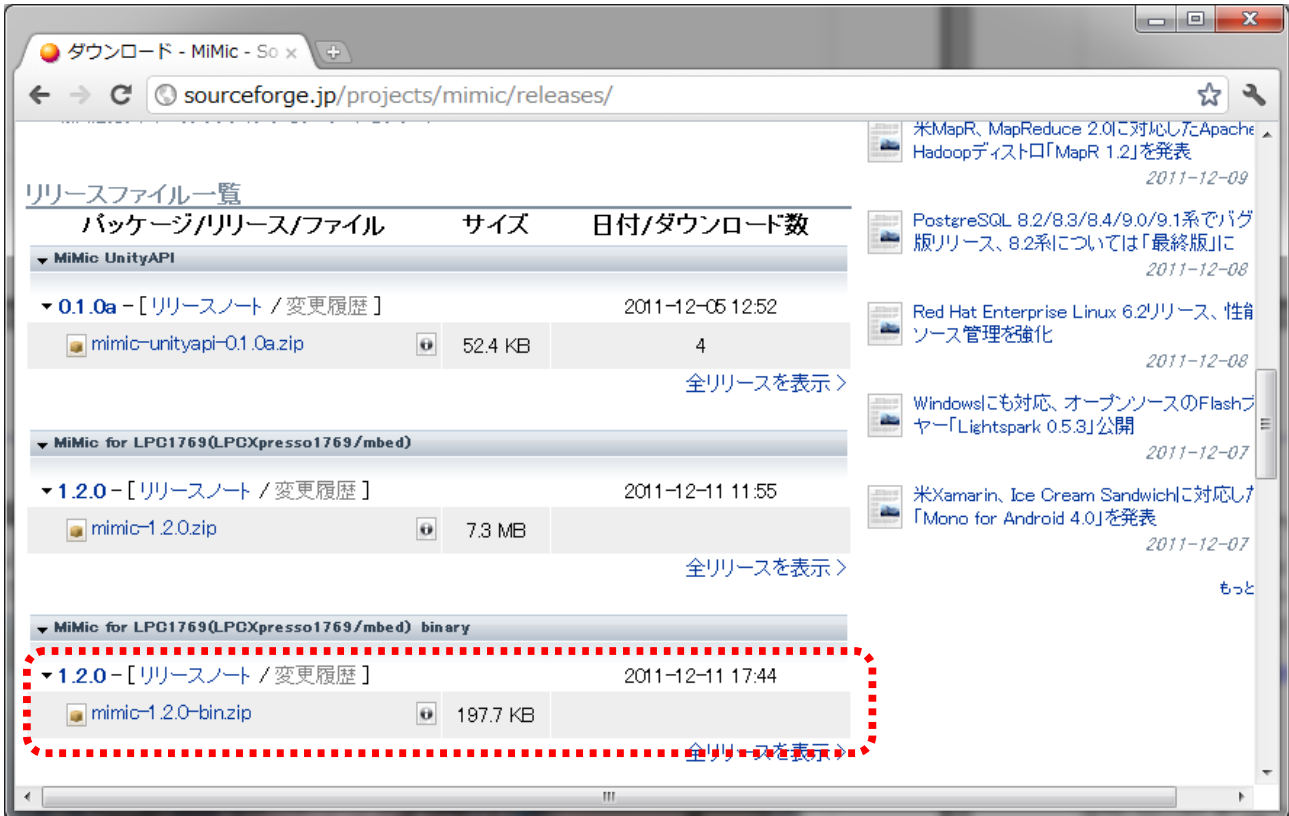 ダウンロード - MiMic - So
sourceforge.jp/projects/mimic/releases/
リリースファイル一覧
パッケージ/リリース/ファイル サイズ 日付/ダウンロード数
MiMic UnityAPI
0.1.0a - [ リリースノート / 変更履歴 ] 2011-12-05 12:52
mimic-unityapi-0.1.0a.zip 52.4 KB 4
全リリースを表示 >
MiMic for LPC1769(LPCXpresso1769/mbed)
1.2.0 - [ リリースノート / 変更履歴 ] 2011-12-11 11:55
mimic-1.2.0.zip 7.3 MB
全リリースを表示 >
MiMic for LPC1769(LPCXpresso1769/mbed) binary
1.2.0 - [ リリースノート / 変更履歴 ] 2011-12-11 17:44
mimic-1.2.0-bin.zip 197.7 KB
全リリースを表示 >
米MapR、MapReduce 2.0に対応したApache
Hadoopディストロ「MapR 1.2」を発表
2011-12-09
PostgreSQL 8.2/8.3/8.4/9.0/9.1系でバグ
版リリース、8.2系については「最終版」に
2011-12-08
Red Hat Enterprise Linux 6.2リリース、性能
ソース管理を強化
2011-12-08
Windowsにも対応、オープンソースのFlashプ
ヤー「Lightspark 0.5.3」公開
2011-12-07
米Xamarin、Ice Cream Sandwichに対応した
「Mono for Android 4.0」を発表
2011-12-07
もっと